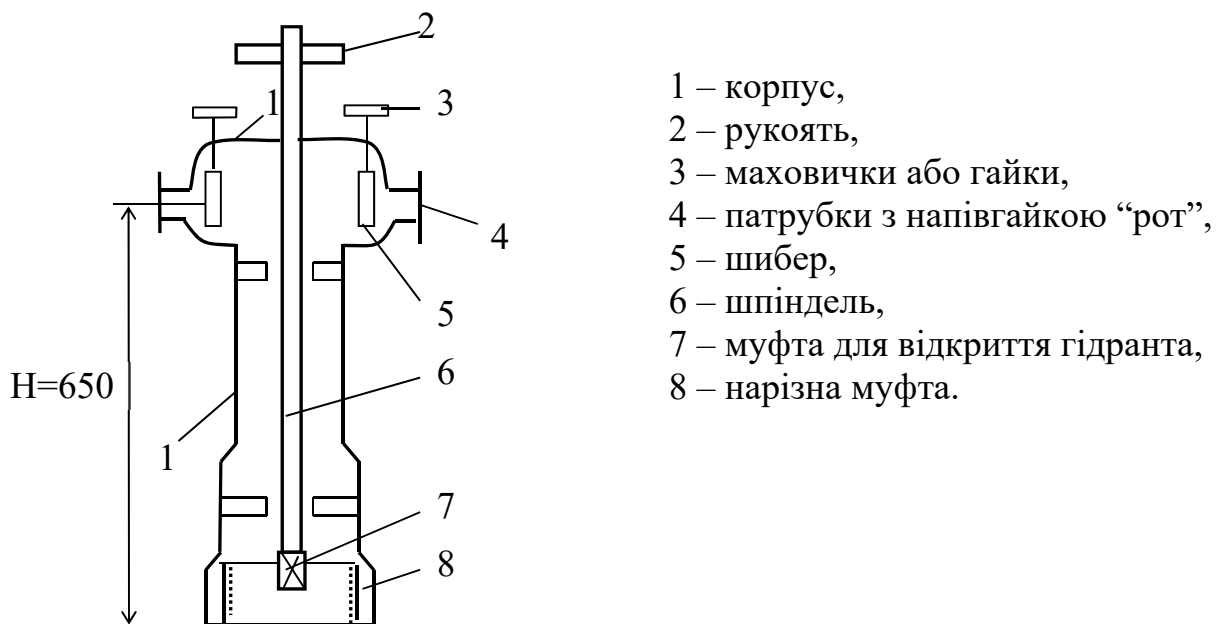 2
1
3
4
5
6
H=650
1
7
8
1 – корпус,
2 – рукоять,
3 – маховички або гайки,
4 – патрубки з напівгайкою “рот”,
5 – шибер,
6 – шпіндель,
7 – муфта для відкриття гідранта,
8 – нарізна муфта.